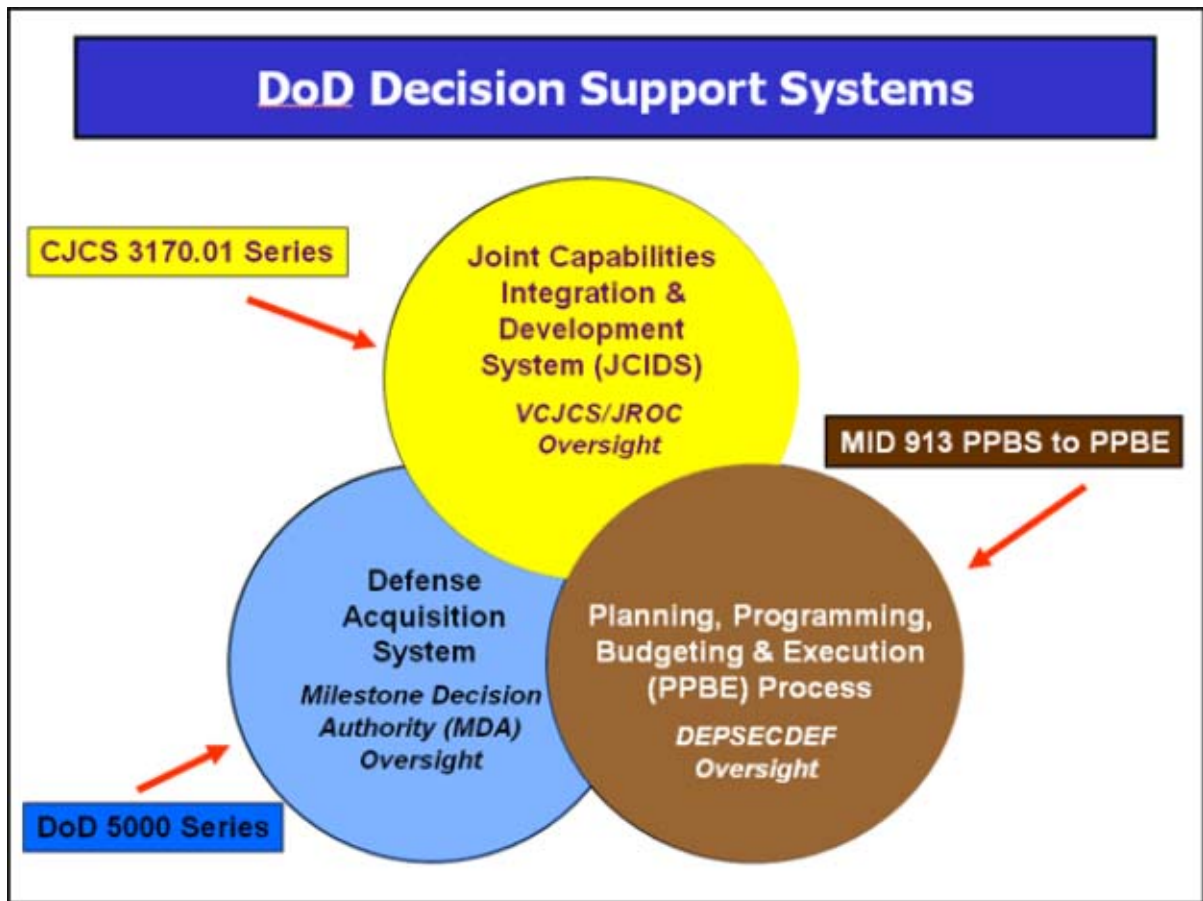 DoD Decision Support Systems
CJCS 3170.01 Series
Joint Capabilities
Integration &
Development
System (JCIDS)
VCJCS/JROC
Oversight
MID 913 PPBS to PPBE
Defense
Acquisition
System
Milestone Decision
Authority (MDA)
Oversight
Planning, Programming,
Budgeting & Execution
(PPBE) Process
DEPSECDEF
Oversight
DoD 5000 Series